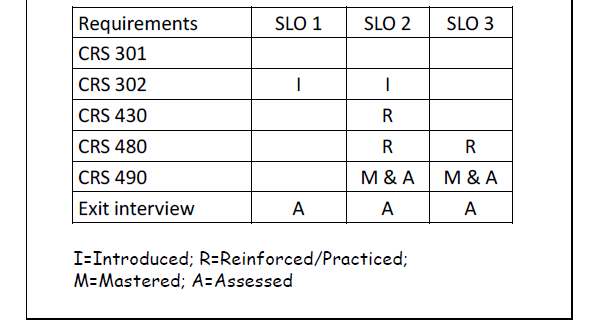 Requirements SLO 1 SLO 2 SLO 3
CRS 301
CRS 302 I I
CRS 430 R
CRS 480 R R
CRS 490 M & A M & A
Exit interview A A A
I=Introduced; R=Reinforced/Practiced;
M=Mastered; A=Assessed